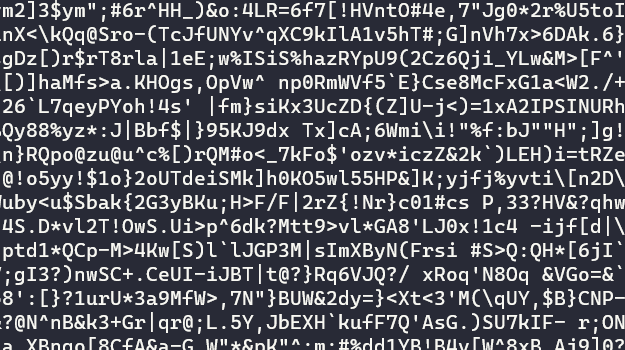 m2]3$ym";#6r^HH_)&o:4LR=6f7[!HVntO#4e,7"Jg0*2r%U5toI
nX<\kQq@Sro-(TcJfUNYv^qXC9kIlA1v5hT#;G]nVh7x>6DAk.6}
gDz[)r$rT8rla|1eE;w%ISiS%hazRYpU9(2Cz6Qji_YLw&M>[F^'
[)]haMfs>a.KHOgs,OpVw^ np0RmWVf5`E}Cse8McFxG1a<W2./+
26`L7qeyPYoh!4s' |fm}siKx3UcZD{(Z]U-j<)=1xA2IPSINURh
Qy88%yz*:J|Bbf$|}95KJ9dx Tx]cA;6Wmi\i!"%f:bJ""H";]g!
n}RQpo@zu@u^c%[)rQM#o<_7kFo$'ozv*iczZ&2k`)LEH)i=tRZe
@!o5yy!$1o}2oUTdeiSMk]h0KO5wl55HP&]K;yjfj%yvti\[n2D\
uby<u$Sbak{2G3yBKu;H>F/F|2rZ{!Nr}c01#cs P,33?HV&?qhw
4S.D*vl2T!OwS.Ui>p^6dk?Mtt9>vl*GA8'LJ0x!1c4 -ijf[d|\
ptd1*QCp-M>4Kw[S)l`lJGP3M|sImXByN(Frsi #S>Q:QH*[6jI`
;gI3?)nwSC+.CeUI-iJBT|t@?}Rq6VJQ?/ xRoq'N8Oq &VGo=&`
8':[}?1urU*3a9MfW>,7N"}BUW&2dy=}<Xt<3'M(\qUY,$B}CNP-
?@N^nB&k3+Gr|qr@;L.5Y,JbEXH`kufF7Q'AsG.)SU7kIF- r;ON